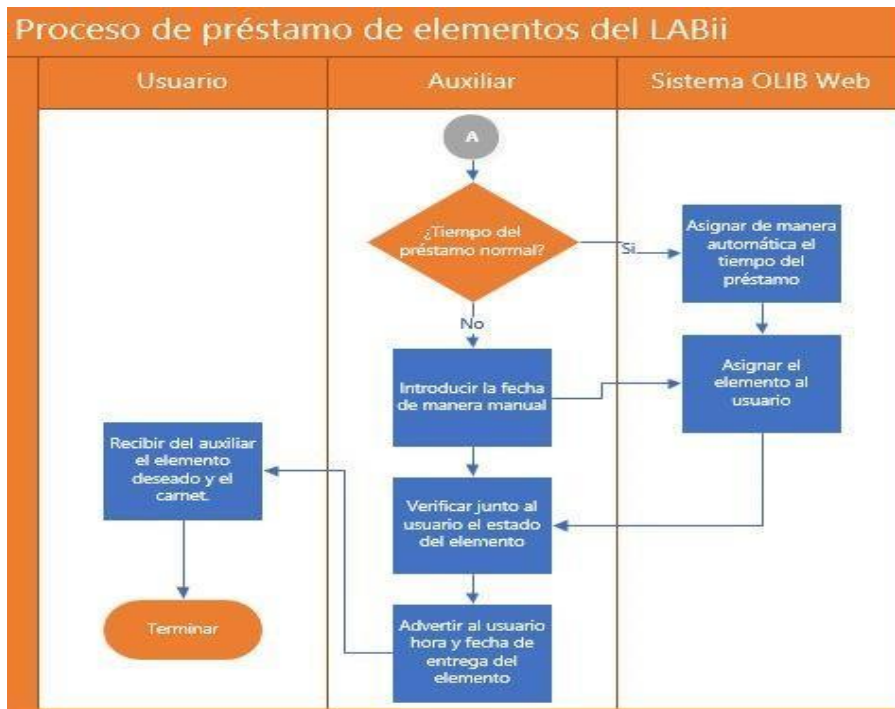 Proceso de préstamo de elementos del LABii
Usuario
Auxiliar
Sistema OLIB Web
A
¿Tiempo del
préstamo normal?
Si
Asignar de manera
automática el
tiempo del
préstamo
No
Introducir la fecha
de manera manual
Asignar el
elemento al
usuario
Recibir del auxiliar
el elemento
deseado y el
carnet.
Verificar junto al
usuario el estado
del elemento
Terminar
Advertir al usuario
hora y fecha de
entrega del
elemento